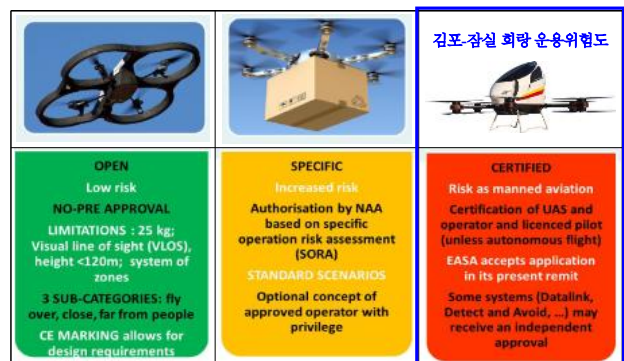 김포-잠실 회랑 운용위험도
OPEN
Low risk
NO-PRE APPROVAL
LIMITATIONS : 25 kg;
Visual line of sight (VLOS),
height <120m; system of
zones
3 SUB-CATEGORIES: fly
over, close, far from people
CE MARKING allows for
design requirements
SPECIFIC
Increased risk
Authorisation by NAA
based on specific
operation risk assessment
(SORA)
STANDARD SCENARIOS
Optional concept of
approved operator with
privilege
CERTIFIED
Risk as manned aviation
Certification of UAS and
operator and licenced pilot
(unless autonomous flight)
EASA accepts application
in its present remit
Some systems (Datalink,
Detect and Avoid, ...) may
receive an independent
approval